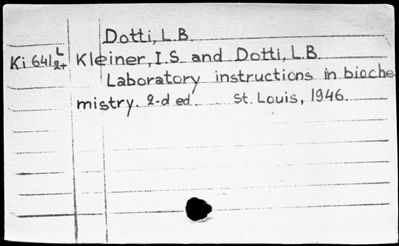 Dotti, L.B.
Ki 641 L/2+ Kleiner, I.S. and Dotti, L.B.
Laboratory instructions in bioche
mistry. 2-d ed. St. Louis, 1946.